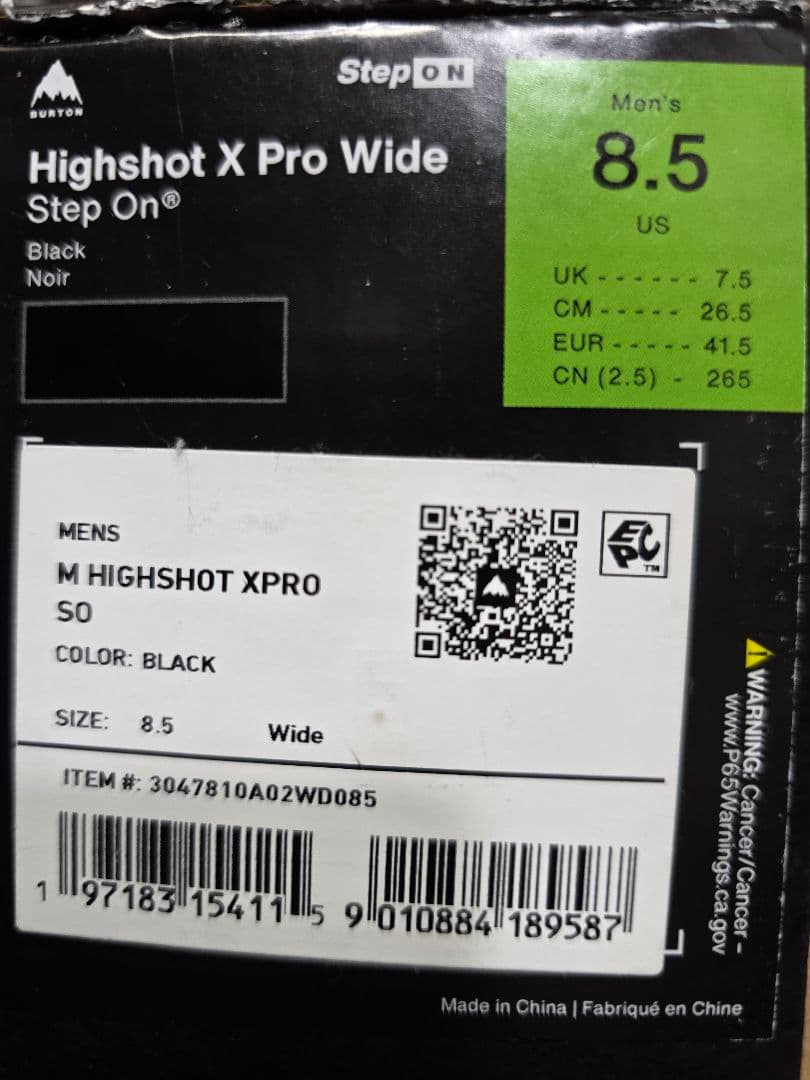 BURTON
Step ON
Highshot X Pro Wide
Step On®
Black
Noir
Men's
8.5
US
UK - - - - - - 7.5
CM - - - - - 26.5
EUR - - - - - 41.5
CN (2.5) - 265
MENS
M HIGHSHOT XPRO
SO
COLOR: BLACK
SIZE: 8.5 Wide
EPC™
ITEM #: 3047810A02WD085
1 97183 15411 5
9 010884 189587
⚠WARNING: Cancer/Cancer -
www.P65Warnings.ca.gov
Made in China | Fabriqué en Chine